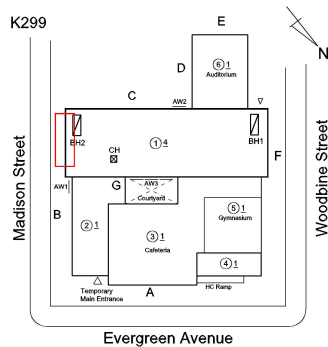 K299
E
N
D
⑥ 1
Auditorium
C
AW2
BH2
CH
① 4
BH1
Madison Street
Woodbine Street
AW1
G
AW3
Courtyard
F
B
② 1
③ 1
Cafeteria
⑤ 1
Gymnasium
④ 1
Temporary
Main Entrance
A
HC Ramp
Evergreen Avenue